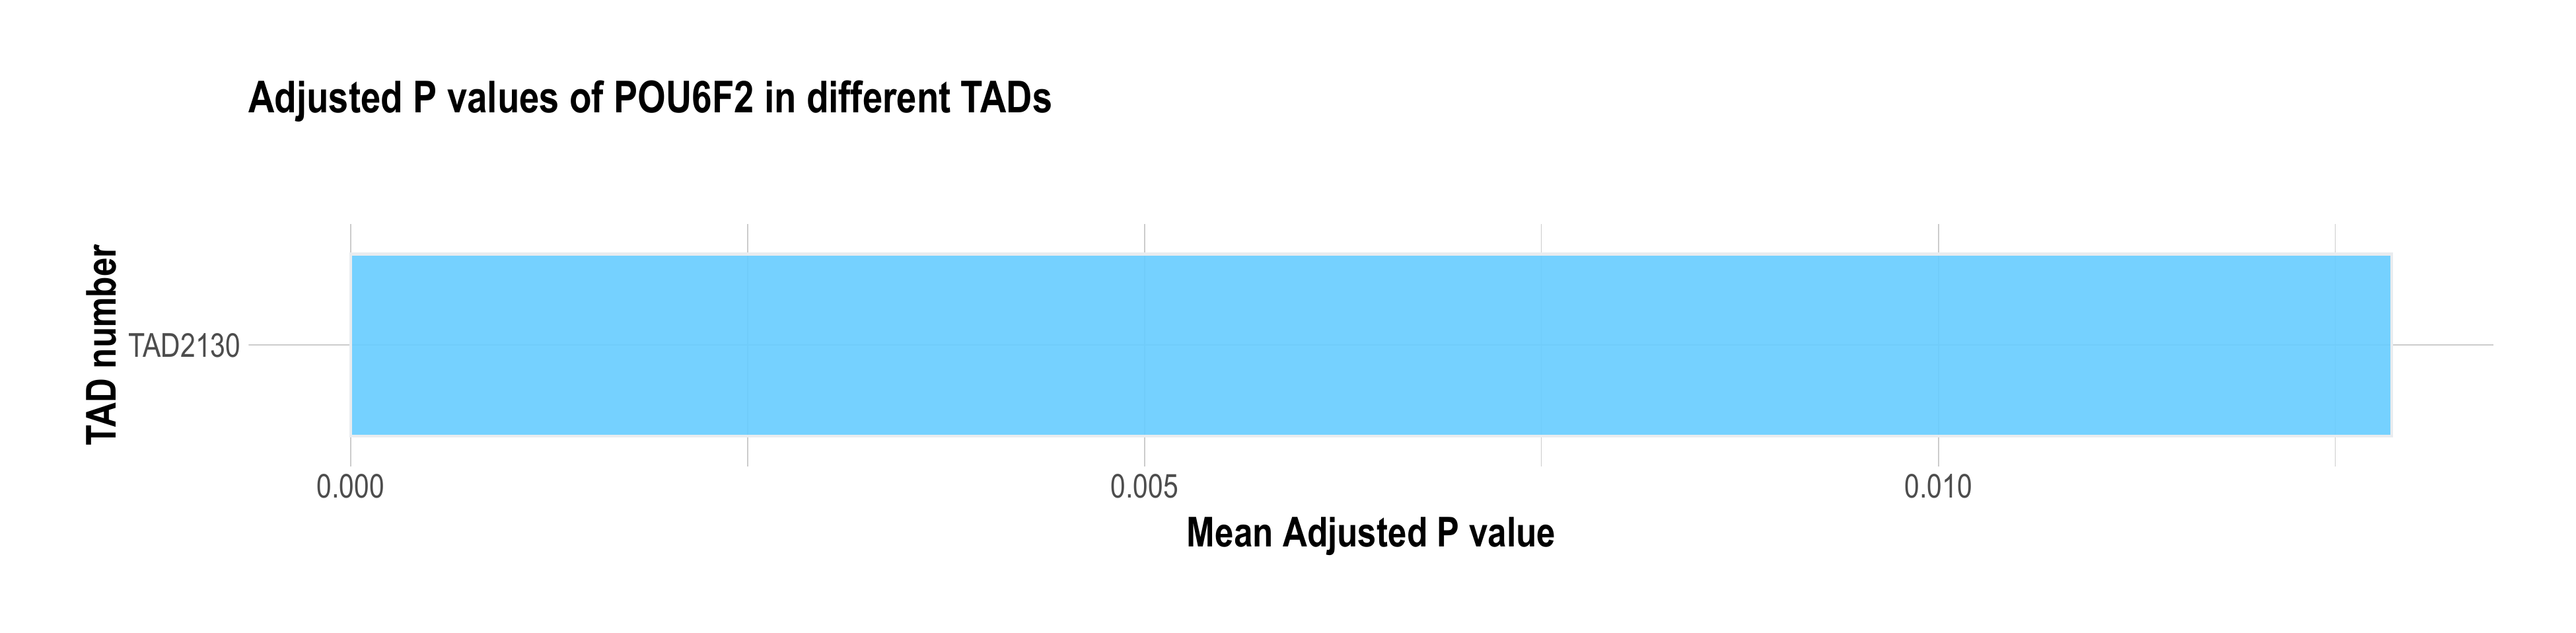 Adjusted P values of POU6F2 in different TADs
TAD number
TAD2130
0.000
0.005
0.010
Mean Adjusted P value